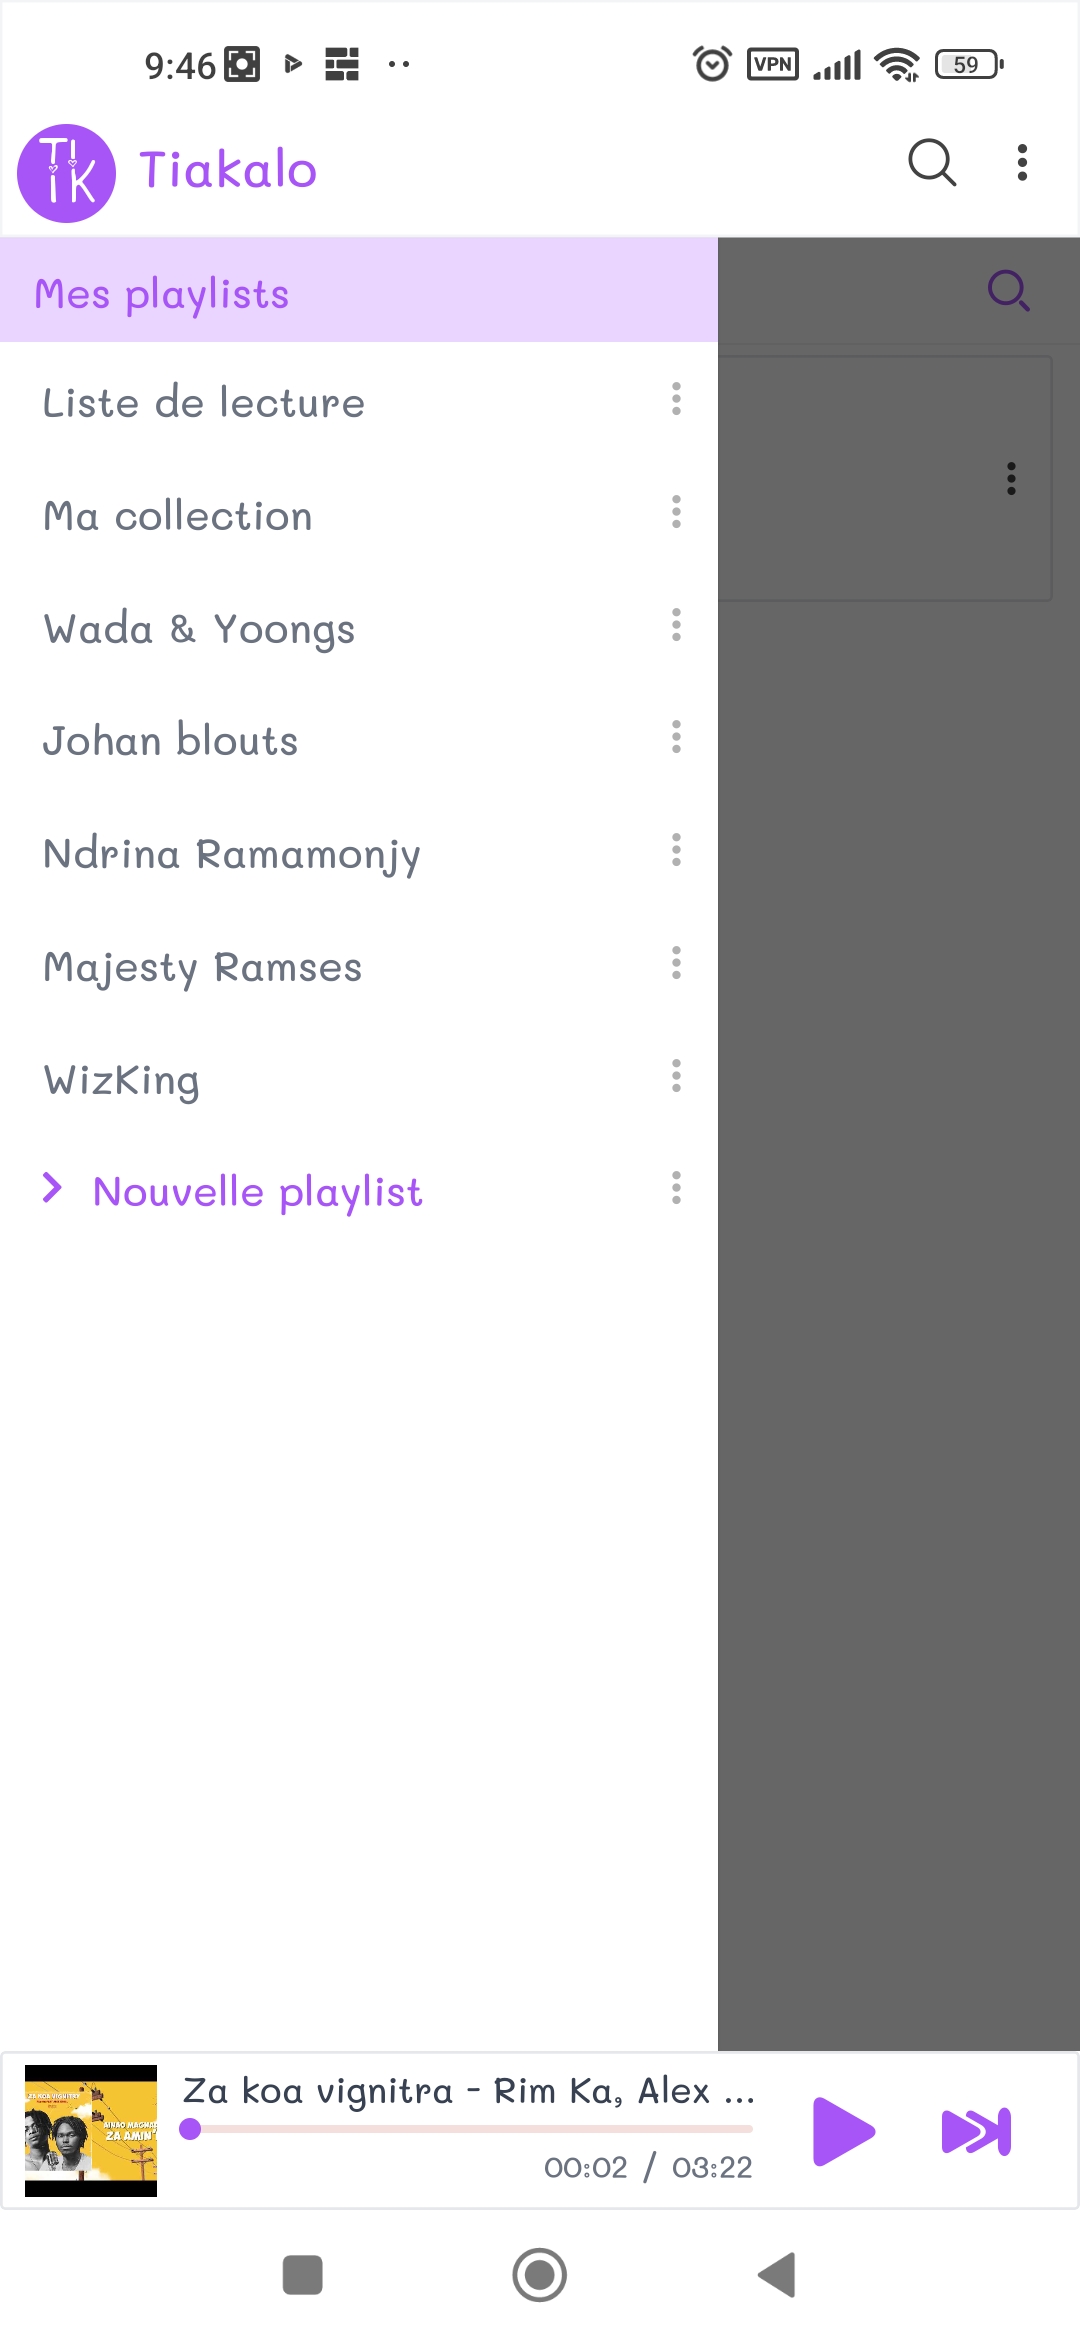 9:46
VPN
59
TI
IK
Tiakalo
Mes playlists
Liste de lecture
Ma collection
Wada & Yoongs
Johan blouts
Ndrina Ramamonjy
Majesty Ramses
WizKing
Nouvelle playlist
ZA KOA VIGNITRA
AINAO MAGNAD
ZA AMIN'
Za koa vignitra - Rim Ka, Alex ...
00:02 / 03:22